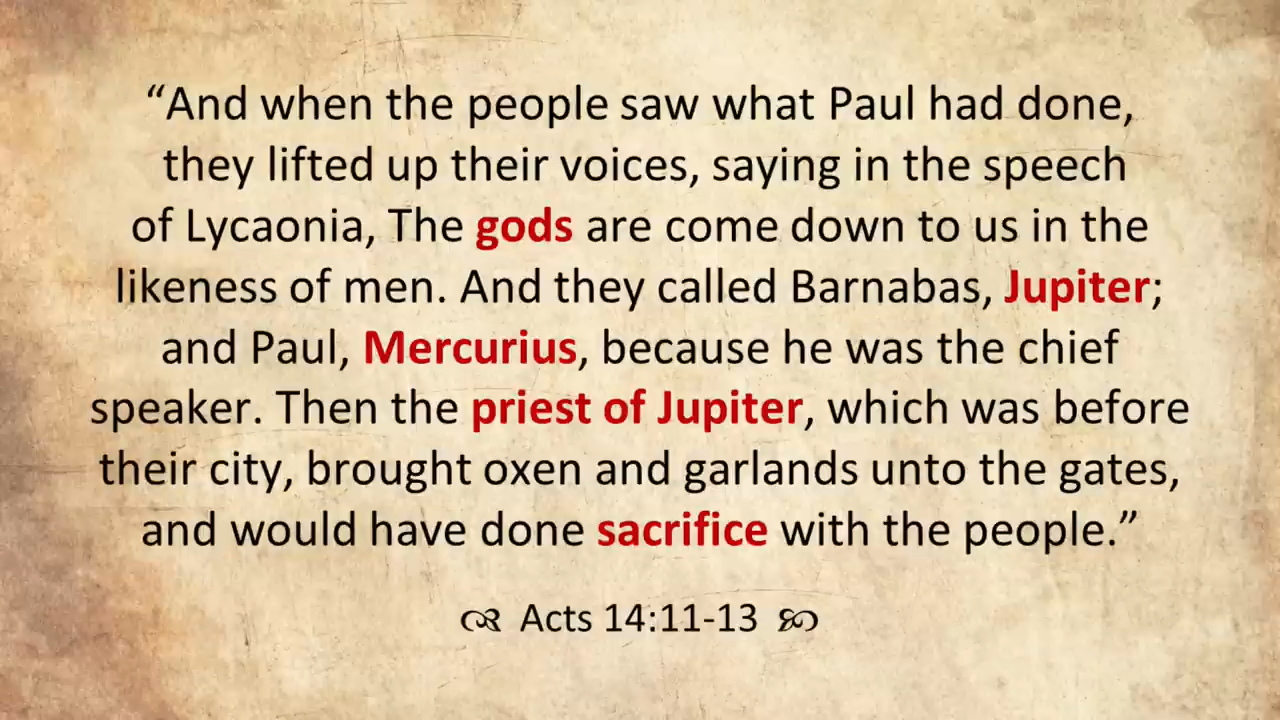 “And when the people saw what Paul had done,
they lifted up their voices, saying in the speech
of Lycaonia, The gods are come down to us in the
likeness of men. And they called Barnabas, Jupiter;
and Paul, Mercurius, because he was the chief
speaker. Then the priest of Jupiter, which was before
their city, brought oxen and garlands unto the gates,
and would have done sacrifice with the people.”
Acts 14:11-13